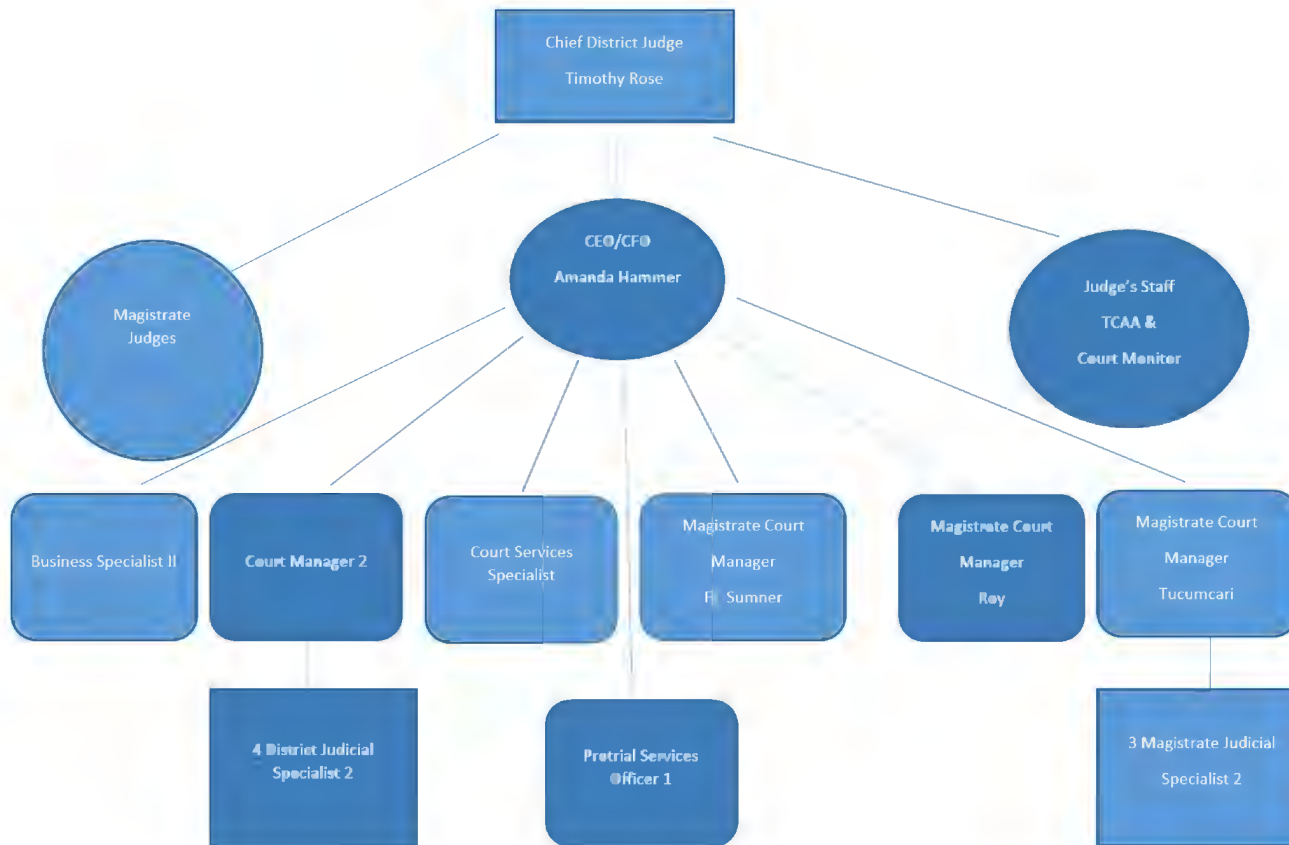 Chief District Judge
Timothy Rose
CEO/CFO
Amanda Hammer
Magistrate
Judges
Judge's Staff
TCAA &
Court Monitor
Business Specialist II
Court Manager 2
Court Services
Specialist
Magistrate Court
Manager
Sumner
Magistrate Court
Manager
Roy
Magistrate Court
Manager
Tucumcari
4 District Judicial
Specialist 2
Pretrial Services
Officer 1
3 Magistrate Judicial
Specialist 2